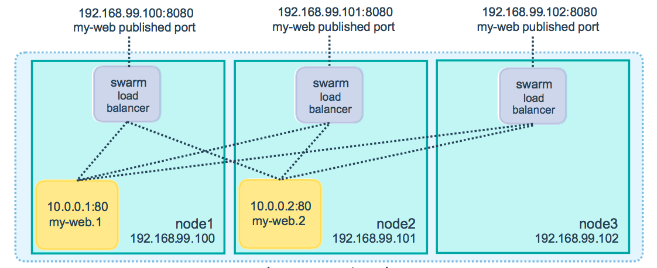 192.168.99.100:8080
my-web published port
192.168.99.101:8080
my-web published port
192.168.99.102:8080
my-web published port
swarm
load
balancer
swarm
load
balancer
swarm
load
balancer
10.0.0.1:80
my-web.1
node1
192.168.99.100
10.0.0.2:80
my-web.2
node2
192.168.99.101
node3
192.168.99.102